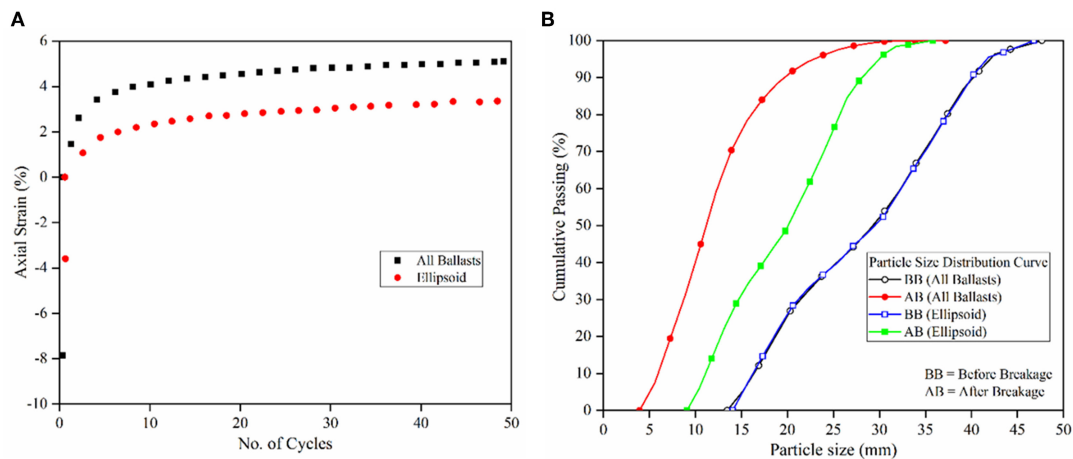 A
6
4
2
0
-2
-4
-6
-8
-10
Axial Strain (%)
All Ballasts
Ellipsoid
0
10
20
30
40
50
No. of Cycles
B
100
90
80
70
60
50
40
30
20
10
0
Cumulative Passing (%)
Particle Size Distribution Curve
BB (All Ballasts)
AB (All Ballasts)
BB (Ellipsoid)
AB (Ellipsoid)
BB = Before Breakage
AB = After Breakage
0
5
10
15
20
25
30
35
40
45
50
Particle size (mm)